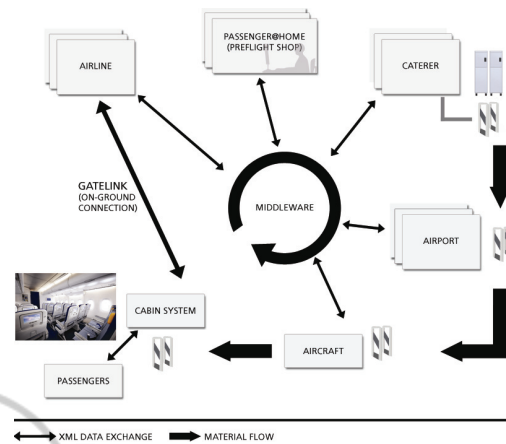 PASSENGER@HOME
(PREFLIGHT SHOP)
AIRLINE
CATERER
GATELINK
(ON-GROUND
CONNECTION)
MIDDLEWARE
AIRPORT
CABIN SYSTEM
AIRCRAFT
PASSENGERS
XML DATA EXCHANGE
MATERIAL FLOW